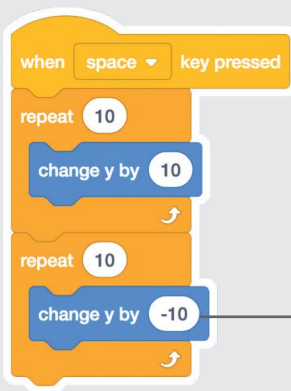 when space key pressed
repeat 10
change y by 10
repeat 10
change y by -10